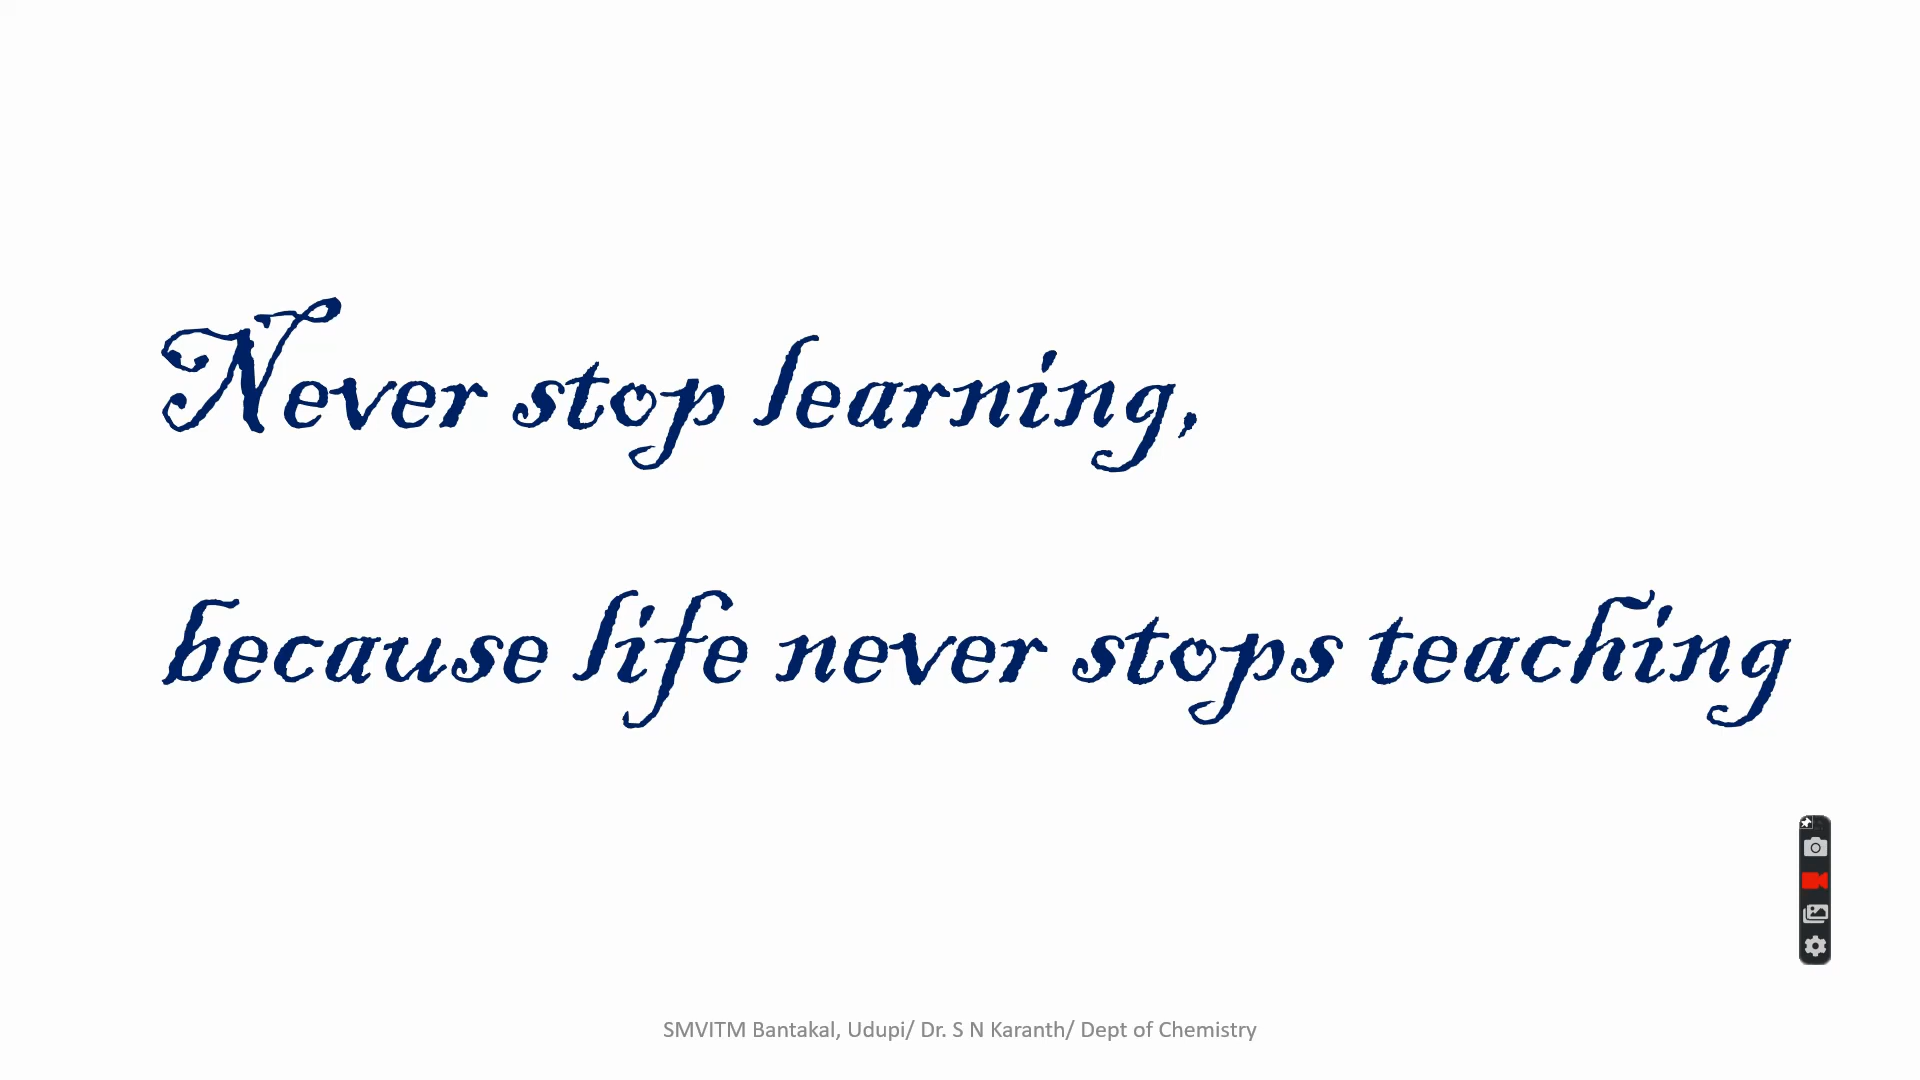 Never stop learning,
because life never stops teaching
SMVITM Bantakal, Udupi/ Dr. S N Karanth/ Dept of Chemistry